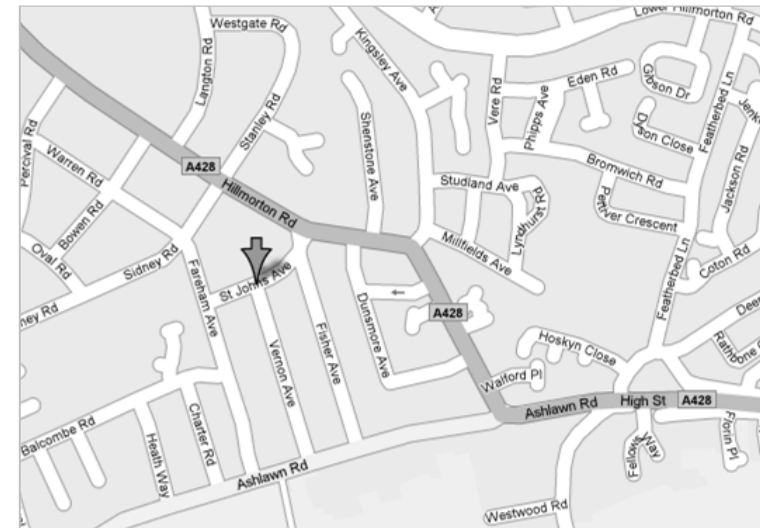 Westgate Rd
Lower Hillmorton Rd
Kingsley Ave
Langton Rd
Eden Rd
Gibson Dr
Vere Rd
Phipps Ave
Featherbed Ln
Stanley Rd
Shenstone Ave
Dyson Close
Percival Rd
Warren Rd
A428
Bromwich Rd
Jackson Rd
Studland Ave
Hillmorton Rd
Lyndhurst Rd
Pettiver Crescent
Bowen Rd
Millfields Ave
Oval Rd
Sidney Rd
Featherbed Ln
Coton Rd
Fareham Ave
St Johns Ave
ney Rd
Dunsmore Ave
A428
Fisher Ave
Vernon Ave
Hoskyn Close
Walford Pl
Ashlawn Rd
High St
A428
Balcombe Rd
Charter Rd
Heath Way
Fellows Way
Florin Pl
Ashlawn Rd
Westwood Rd